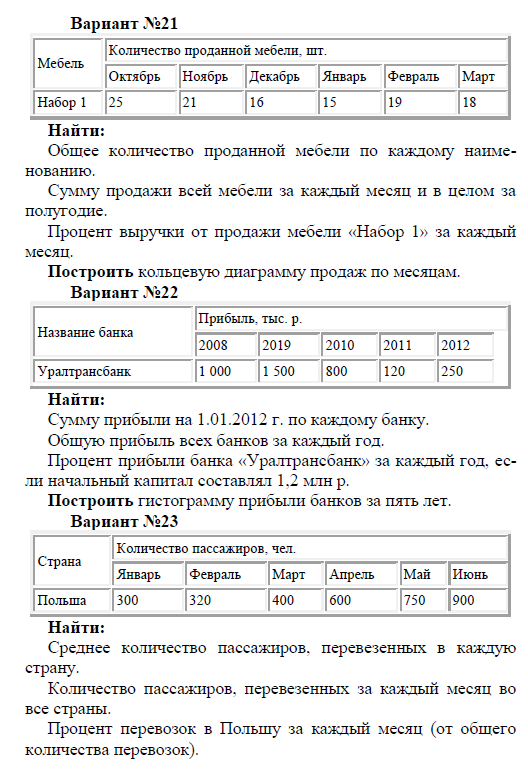 Вариант №21
Мебель
Количество проданной мебели, шт.
Октябрь Ноябрь Декабрь Январь Февраль Март
Набор 1 25 21 16 15 19 18
Найти:
Общее количество проданной мебели по каждому наиме-
нованию.
Сумму продажи всей мебели за каждый месяц и в целом за
полугодие.
Процент выручки от продажи мебели «Набор 1» за каждый
месяц.
Построить кольцевую диаграмму продаж по месяцам.
Вариант №22
Название банка
Прибыль, тыс. р.
2008 2019 2010 2011 2012
Уралтрансбанк 1 000 1 500 800 120 250
Найти:
Сумму прибыли на 1.01.2012 г. по каждому банку.
Общую прибыль всех банков за каждый год.
Процент прибыли банка «Уралтрансбанк» за каждый год, ес-
ли начальный капитал составлял 1,2 млн р.
Построить гистограмму прибыли банков за пять лет.
Вариант №23
Страна
Количество пассажиров, чел.
Январь Февраль Март Апрель Май Июнь
Польша 300 320 400 600 750 900
Найти:
Среднее количество пассажиров, перевезенных в каждую
страну.
Количество пассажиров, перевезенных за каждый месяц во
все страны.
Процент перевозок в Польшу за каждый месяц (от общего
количества перевозок).